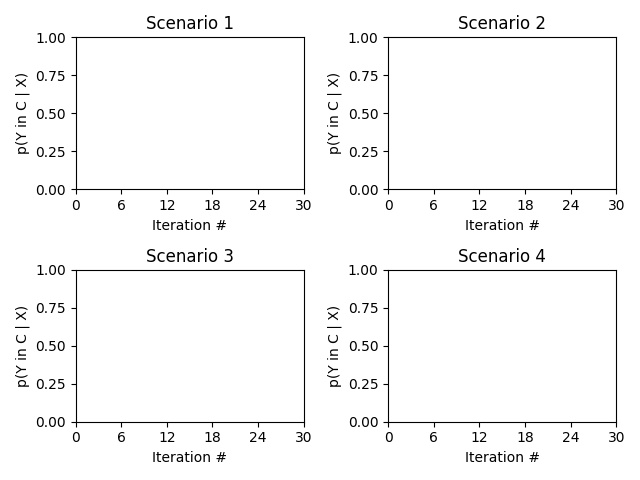 Scenario 1
1.00
0.75
0.50
0.25
0.00
p(Y in C | X)
0 6 12 18 24 30
Iteration #
Scenario 2
1.00
0.75
0.50
0.25
0.00
p(Y in C | X)
0 6 12 18 24 30
Iteration #
Scenario 3
1.00
0.75
0.50
0.25
0.00
p(Y in C | X)
0 6 12 18 24 30
Iteration #
Scenario 4
1.00
0.75
0.50
0.25
0.00
p(Y in C | X)
0 6 12 18 24 30
Iteration #